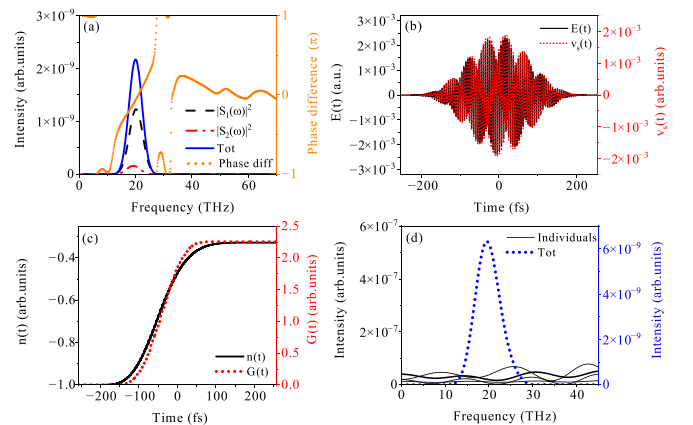 (a)
Intensity (arb.units)
3×10⁻⁹
2×10⁻⁹
1×10⁻⁹
0
0 20 40 60
Frequency (THz)
1
0
−1
Phase difference (π)
|S₁(ω)|²
|S₂(ω)|²
Tot
Phase diff
(b)
E(t) (a.u.)
3×10⁻³
2×10⁻³
1×10⁻³
0
−1×10⁻³
−2×10⁻³
−3×10⁻³
−200 0 200
Time (fs)
2×10⁻³
1×10⁻³
0
−1×10⁻³
−2×10⁻³
vₛ(t) (arb.units)
E(t)
vₛ(t)
(c)
n(t) (arb.units)
−0.4
−0.6
−0.8
−1.0
−200 −100 0 100 200
Time (fs)
2.5
2.0
1.5
1.0
0.5
0.0
G(t) (arb.units)
n(t)
G(t)
(d)
Intensity (arb.units)
6×10⁻⁷
4×10⁻⁷
2×10⁻⁷
0
0 10 20 30 40
Frequency (THz)
6×10⁻⁹
4×10⁻⁹
2×10⁻⁹
0
Intensity (arb.units)
Individuals
Tot